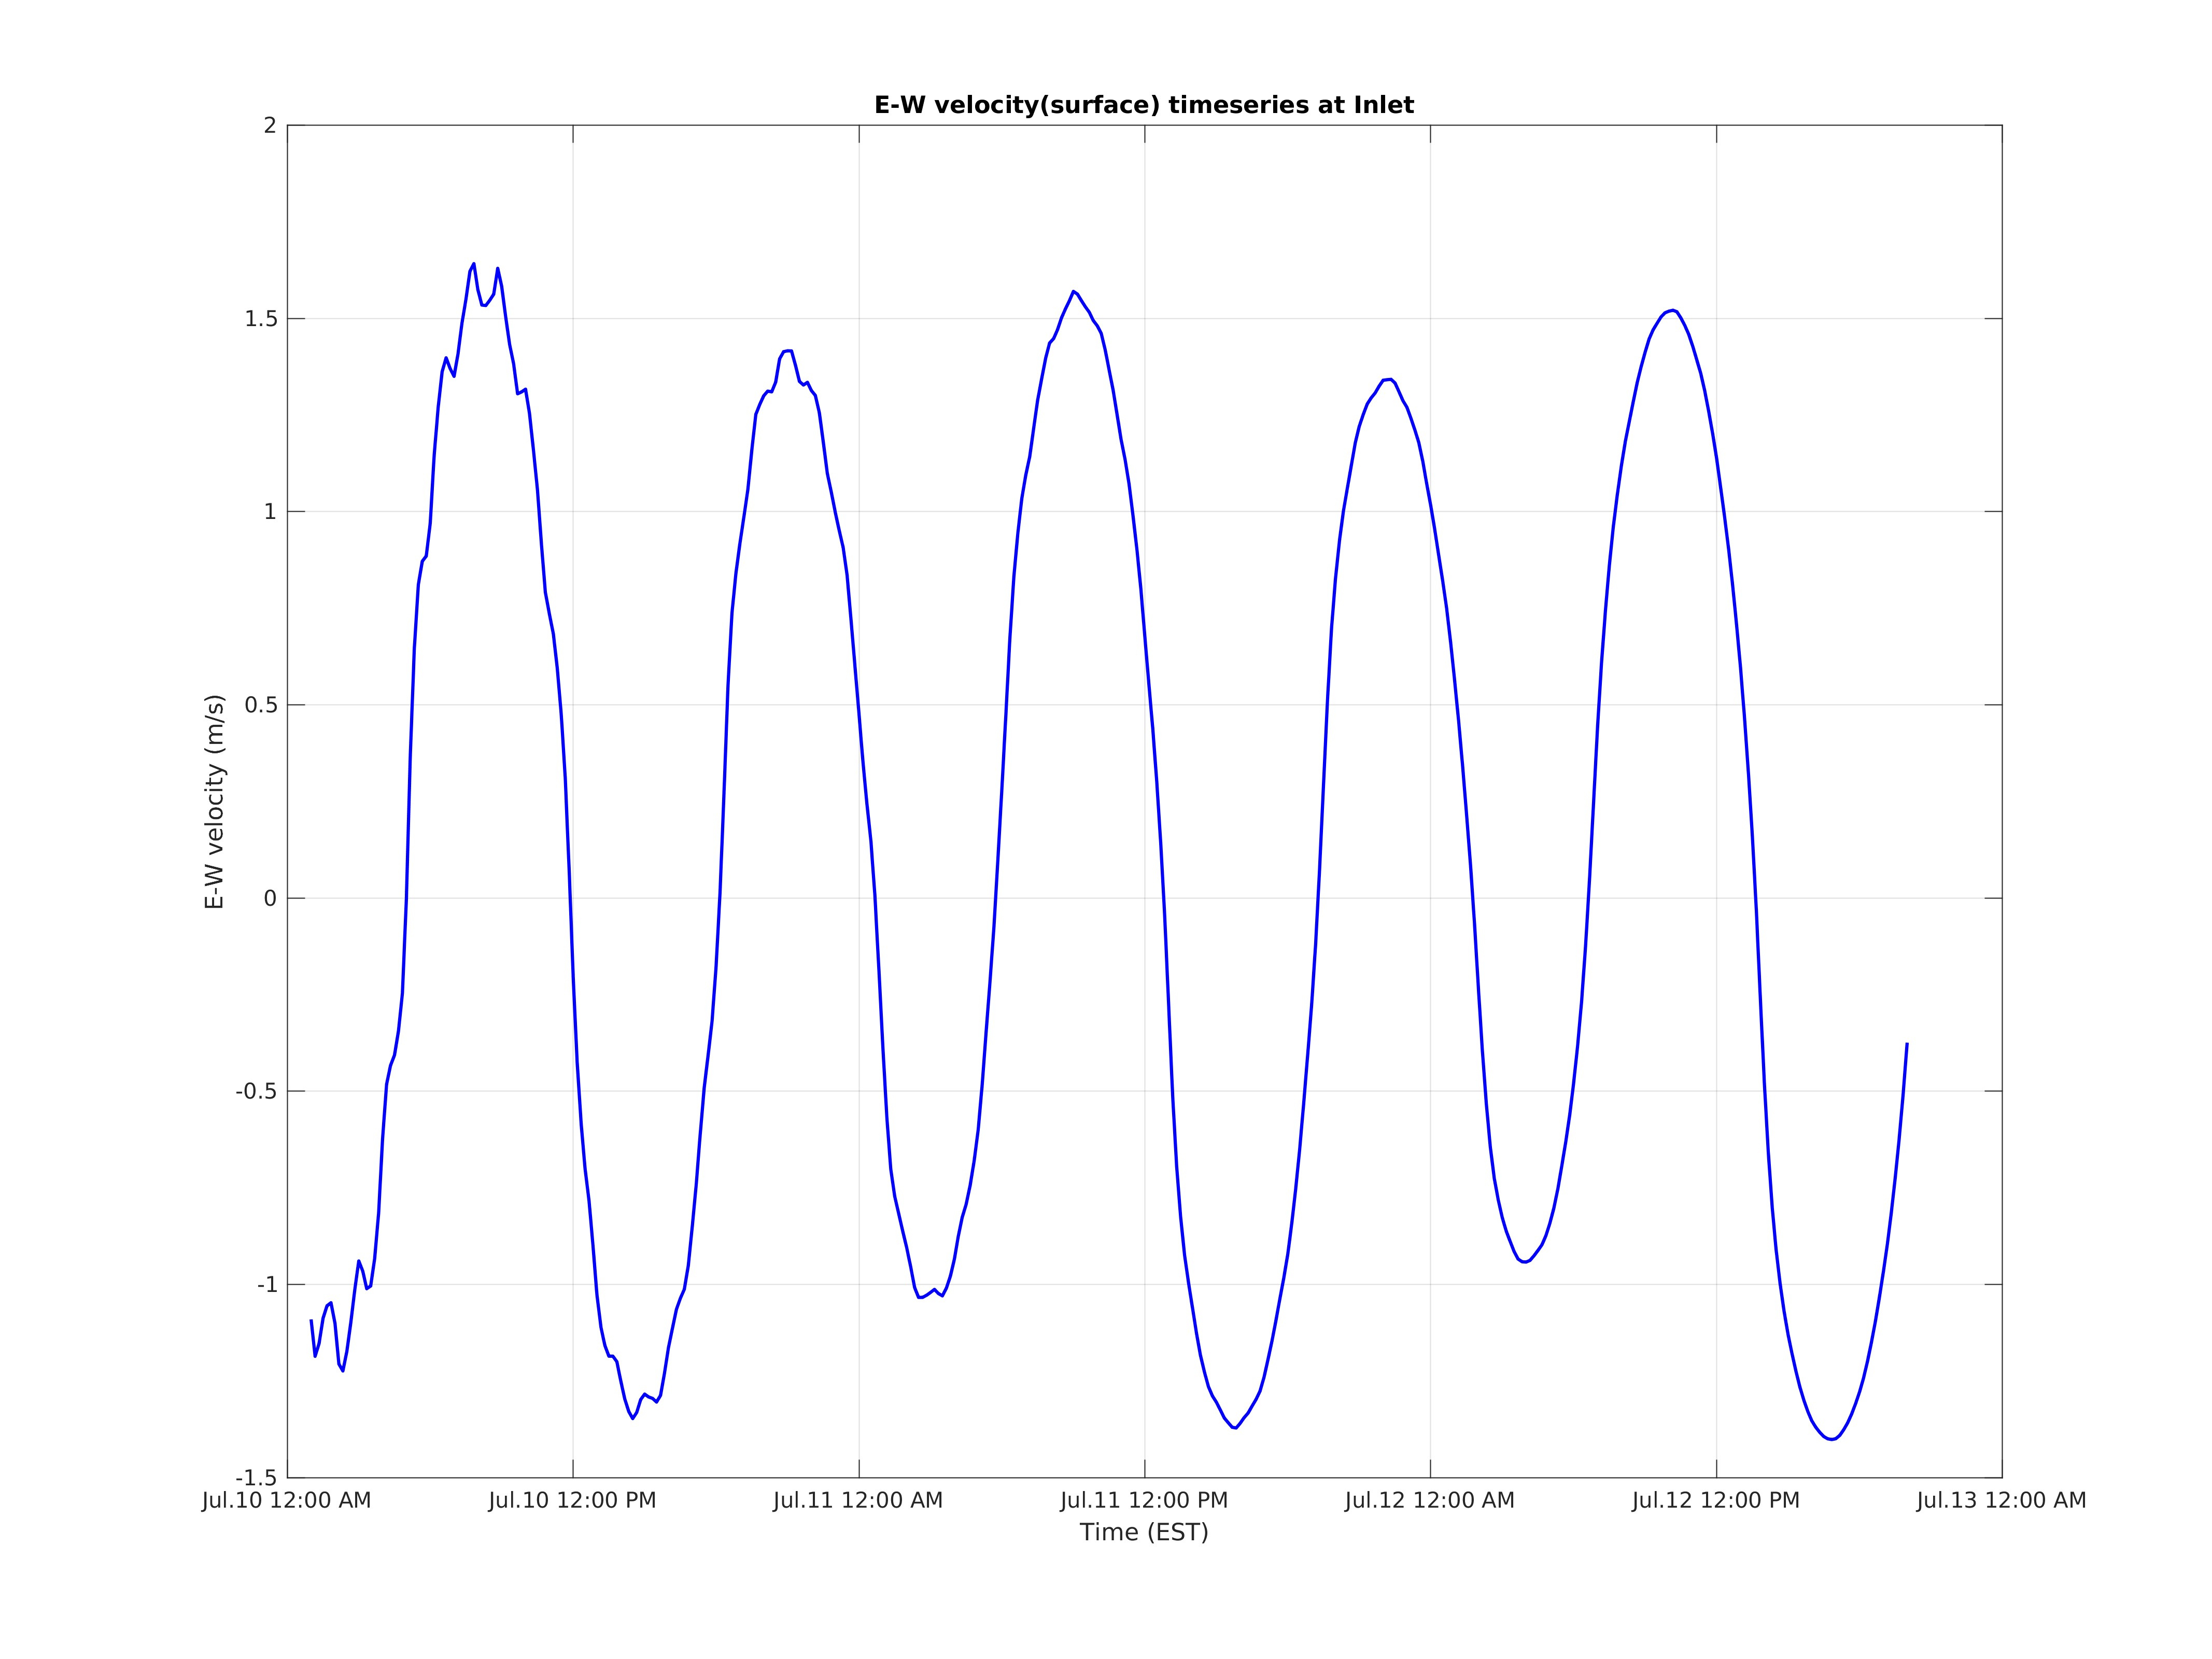 E-W velocity(surface) timeseries at Inlet
2
1.5
1
0.5
0
-0.5
-1
-1.5
E-W velocity (m/s)
Jul.10 12:00 AM Jul.10 12:00 PM Jul.11 12:00 AM Jul.11 12:00 PM Jul.12 12:00 AM Jul.12 12:00 PM Jul.13 12:00 AM
Time (EST)